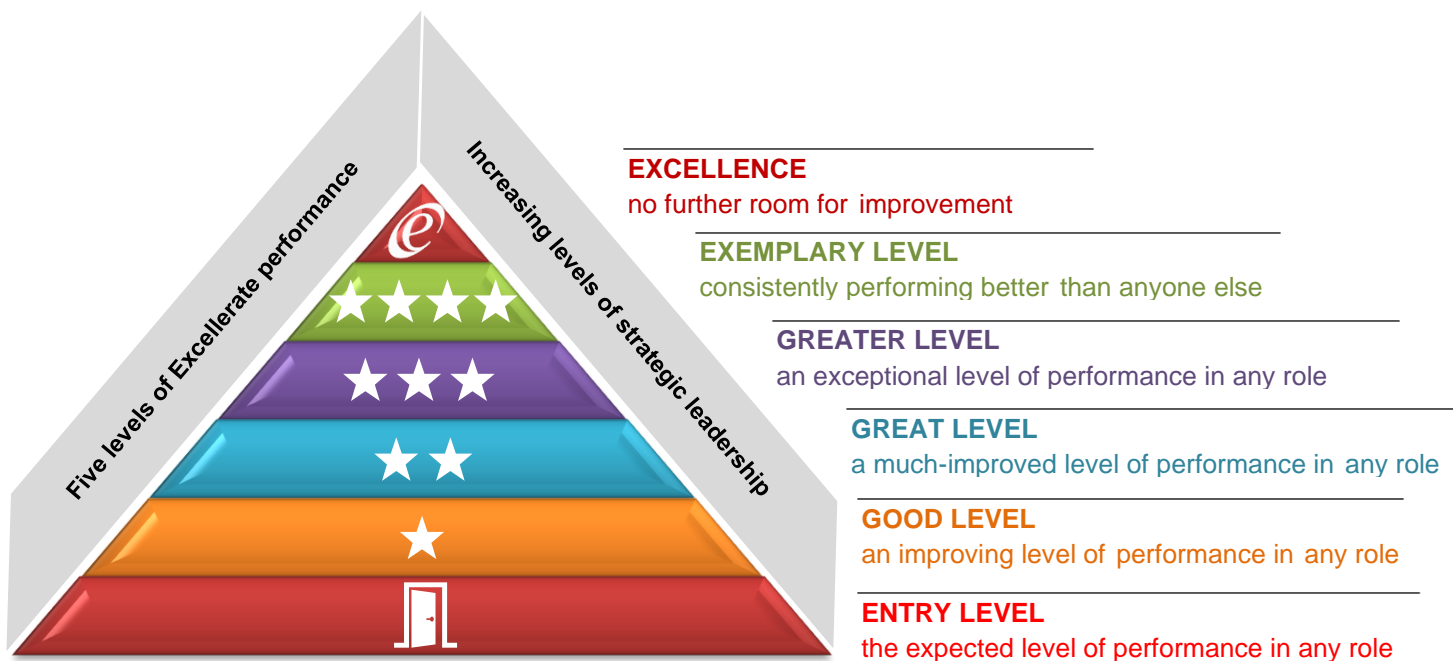 Five levels of Excellerate performance
Increasing levels of strategic leadership
e
EXCELLENCE
no further room for improvement
EXEMPLARY LEVEL
consistently performing better than anyone else
GREATER LEVEL
an exceptional level of performance in any role
GREAT LEVEL
a much-improved level of performance in any role
GOOD LEVEL
an improving level of performance in any role
ENTRY LEVEL
the expected level of performance in any role